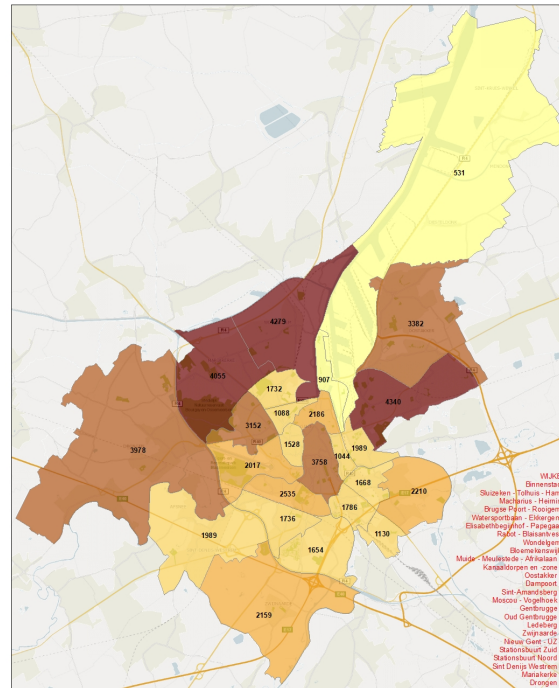 531
3382
4279
4055
4340
907
1732
1088
2186
3152
3978
1528
3758
1044
1989
2017
1668
2535
2210
1786
1736
1989
1130
1654
2159
WIJKE
Binnenstad
Sluizeken - Tolhuis - Ham
Macharius - Heirnis
Brugse Poort - Rooigem
Watersportbaan - Ekkergem
Elisabethbegijnhof - Papegaa
Rabot - Blaisantves
Wondelgem
Bloemekenswijk
Muide - Meulestede - Afrikalaan
Kanaaldorpen en -zone
Oostakker
Dampoort
Sint-Amandsberg
Moscou - Vogelhoek
Gentbrugge
Oud Gentbrugge
Ledeberg
Zwijnaarde
Nieuw Gent - UZ
Stationsbuurt Zuid
Stationsbuurt Noord
Sint Denijs Westrem
Mariakerke
Drongen